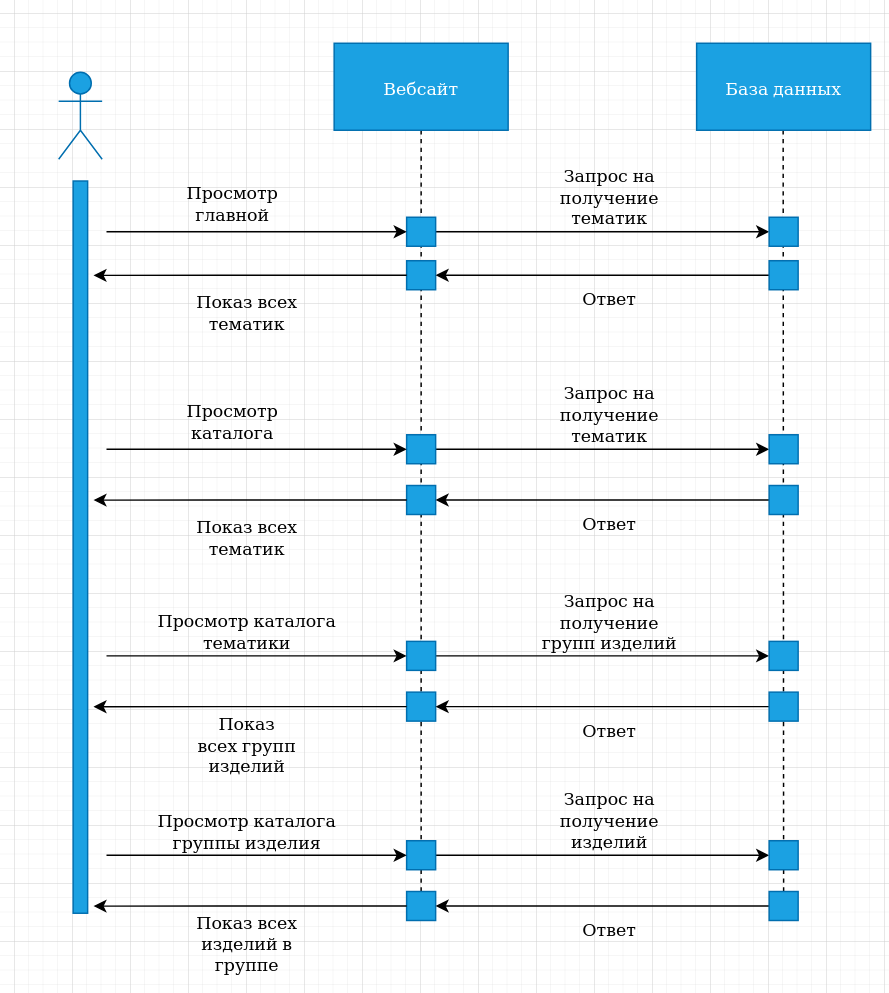 Вебсайт
База данных
Просмотр
главной
Запрос на
получение
тематик
Показ всех
тематик
Ответ
Просмотр
каталога
Запрос на
получение
тематик
Показ всех
тематик
Ответ
Просмотр каталога
тематики
Запрос на
получение
групп изделий
Показ
всех групп
изделий
Ответ
Просмотр каталога
группы изделия
Запрос на
получение
изделий
Показ всех
изделий в
группе
Ответ